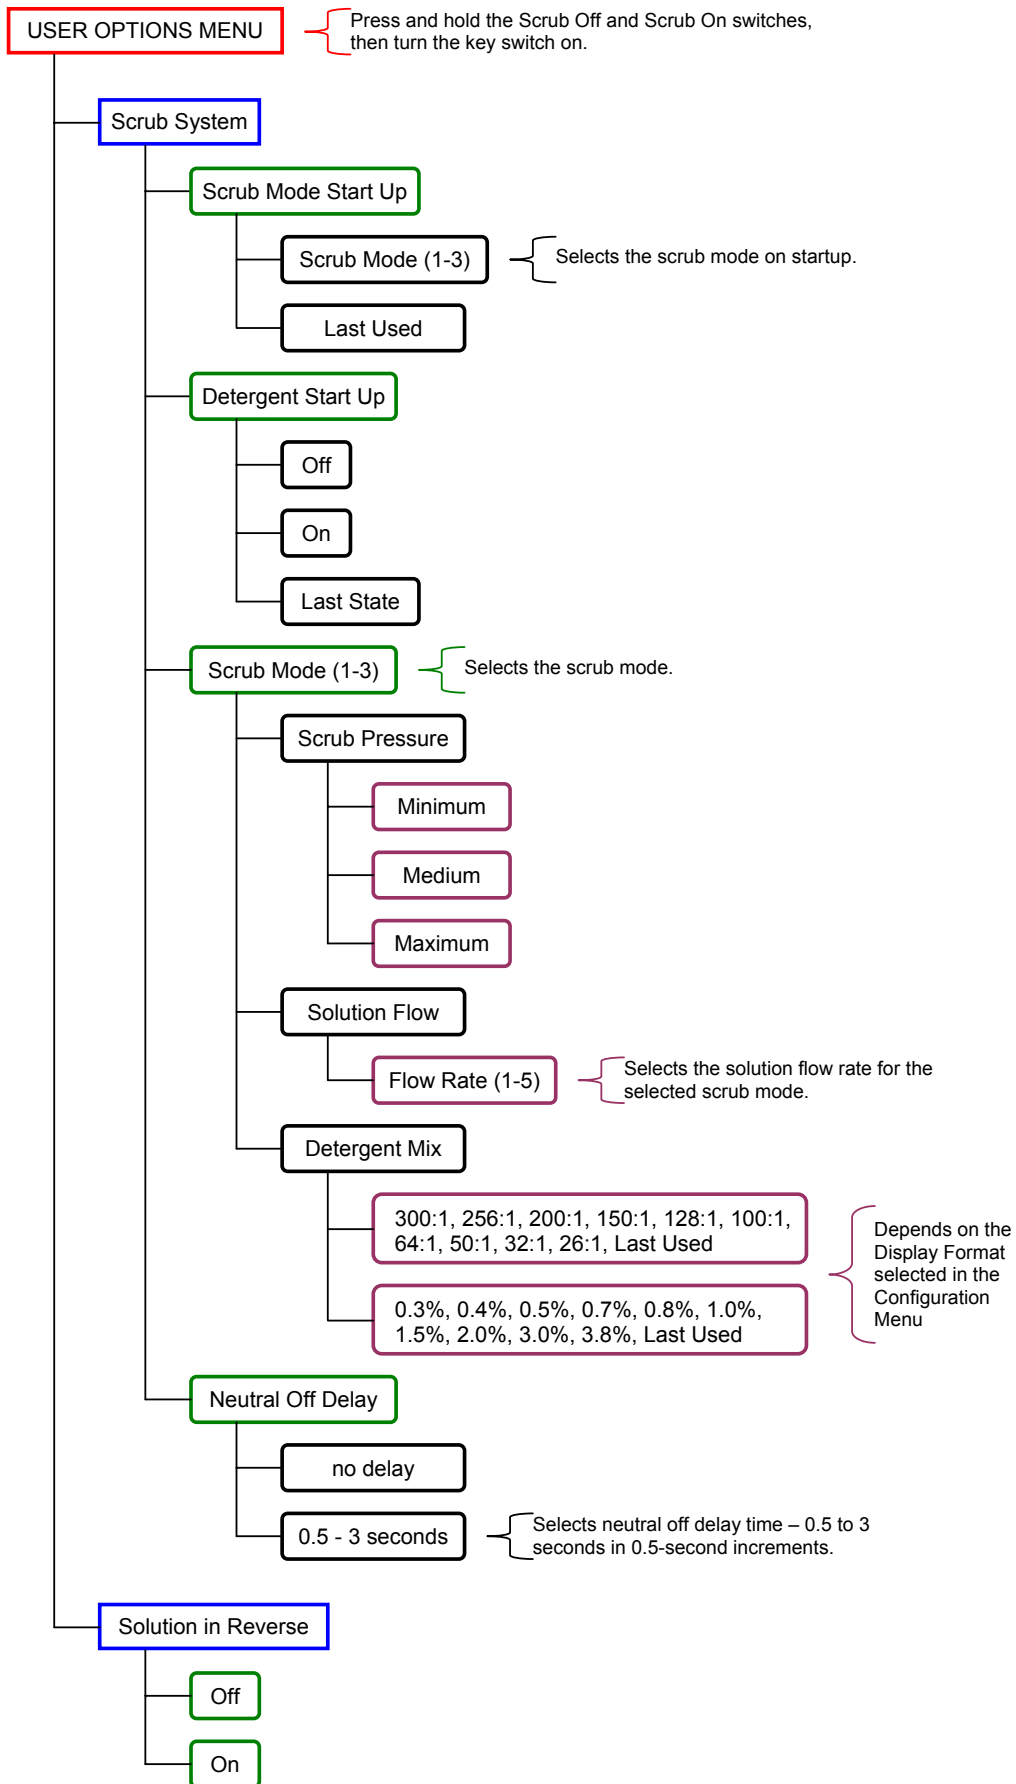 USER OPTIONS MENU
Press and hold the Scrub Off and Scrub On switches,
then turn the key switch on.
Scrub System
Scrub Mode Start Up
Scrub Mode (1-3)
Selects the scrub mode on startup.
Last Used
Detergent Start Up
Off
On
Last State
Scrub Mode (1-3)
Selects the scrub mode.
Scrub Pressure
Minimum
Medium
Maximum
Solution Flow
Flow Rate (1-5)
Selects the solution flow rate for the
selected scrub mode.
Detergent Mix
300:1, 256:1, 200:1, 150:1, 128:1, 100:1,
64:1, 50:1, 32:1, 26:1, Last Used
0.3%, 0.4%, 0.5%, 0.7%, 0.8%, 1.0%,
1.5%, 2.0%, 3.0%, 3.8%, Last Used
Depends on the
Display Format
selected in the
Configuration
Menu
Neutral Off Delay
no delay
0.5 - 3 seconds
Selects neutral off delay time – 0.5 to 3
seconds in 0.5-second increments.
Solution in Reverse
Off
On